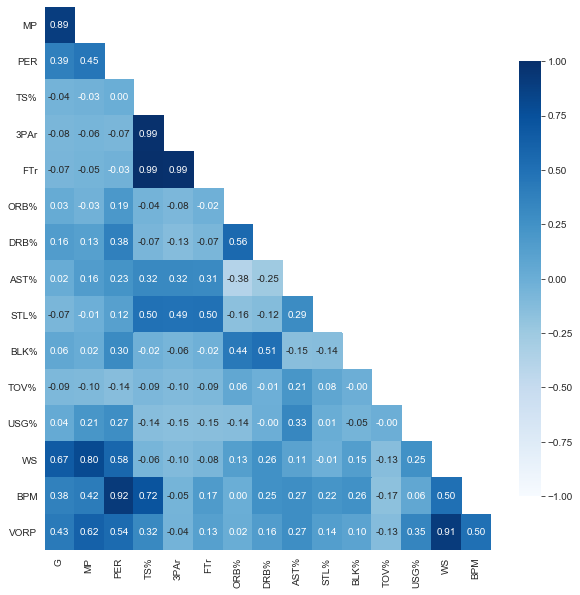 MP 0.89
PER 0.39 0.45
TS% -0.04 -0.03 0.00
3PAr -0.08 -0.06 -0.07 0.99
FTr -0.07 -0.05 -0.03 0.99 0.99
ORB% 0.03 -0.03 0.19 -0.04 -0.08 -0.02
DRB% 0.16 0.13 0.38 -0.07 -0.13 -0.07 0.56
AST% 0.02 0.16 0.23 0.32 0.32 0.31 -0.38 -0.25
STL% -0.07 -0.01 0.12 0.50 0.49 0.50 -0.16 -0.12 0.29
BLK% 0.06 0.02 0.30 -0.02 -0.06 -0.02 0.44 0.51 -0.15 -0.14
TOV% -0.09 -0.10 -0.14 -0.09 -0.10 -0.09 0.06 -0.01 0.21 0.08 -0.00
USG% 0.04 0.21 0.27 -0.14 -0.15 -0.15 -0.14 -0.00 0.33 0.01 -0.05 -0.00
WS 0.67 0.80 0.58 -0.06 -0.10 -0.08 0.13 0.26 0.11 -0.01 0.15 -0.13 0.25
BPM 0.38 0.42 0.92 0.72 -0.05 0.17 0.00 0.25 0.27 0.22 0.26 -0.17 0.06 0.50
VORP 0.43 0.62 0.54 0.32 -0.04 0.13 0.02 0.16 0.27 0.14 0.10 -0.13 0.35 0.91 0.50
G MP PER TS% 3PAr FTr ORB% DRB% AST% STL% BLK% TOV% USG% WS BPM
1.00
0.75
0.50
0.25
0.00
−0.25
−0.50
−0.75
−1.00